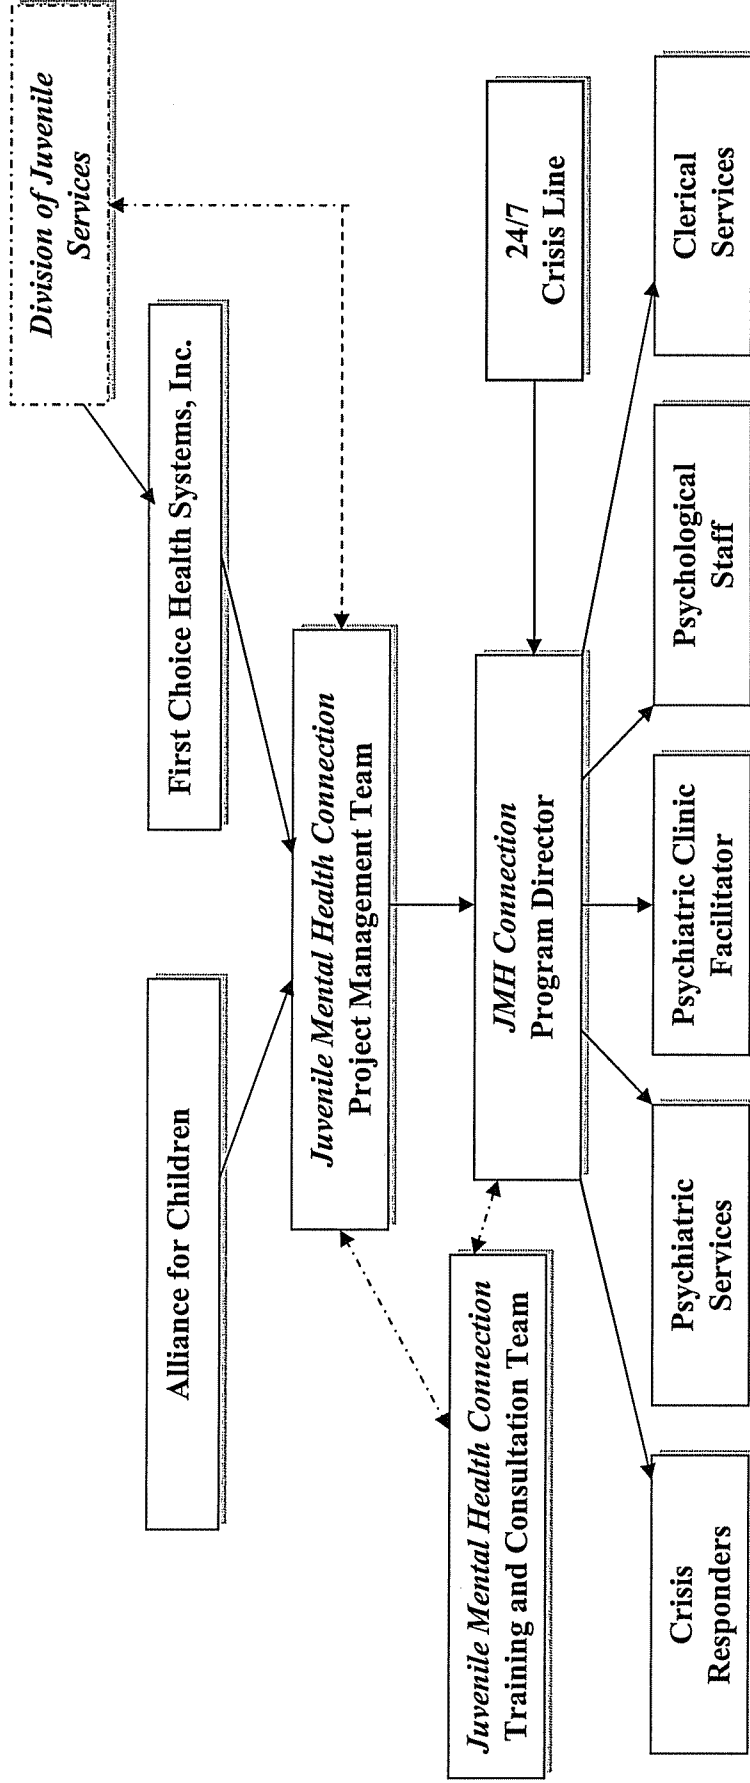 Division of Juvenile
Services
Alliance for Children
First Choice Health Systems, Inc.
Juvenile Mental Health Connection
Project Management Team
Juvenile Mental Health Connection
Training and Consultation Team
JMH Connection
Program Director
24/7
Crisis Line
Crisis
Responders
Psychiatric
Services
Psychiatric Clinic
Facilitator
Psychological
Staff
Clerical
Services